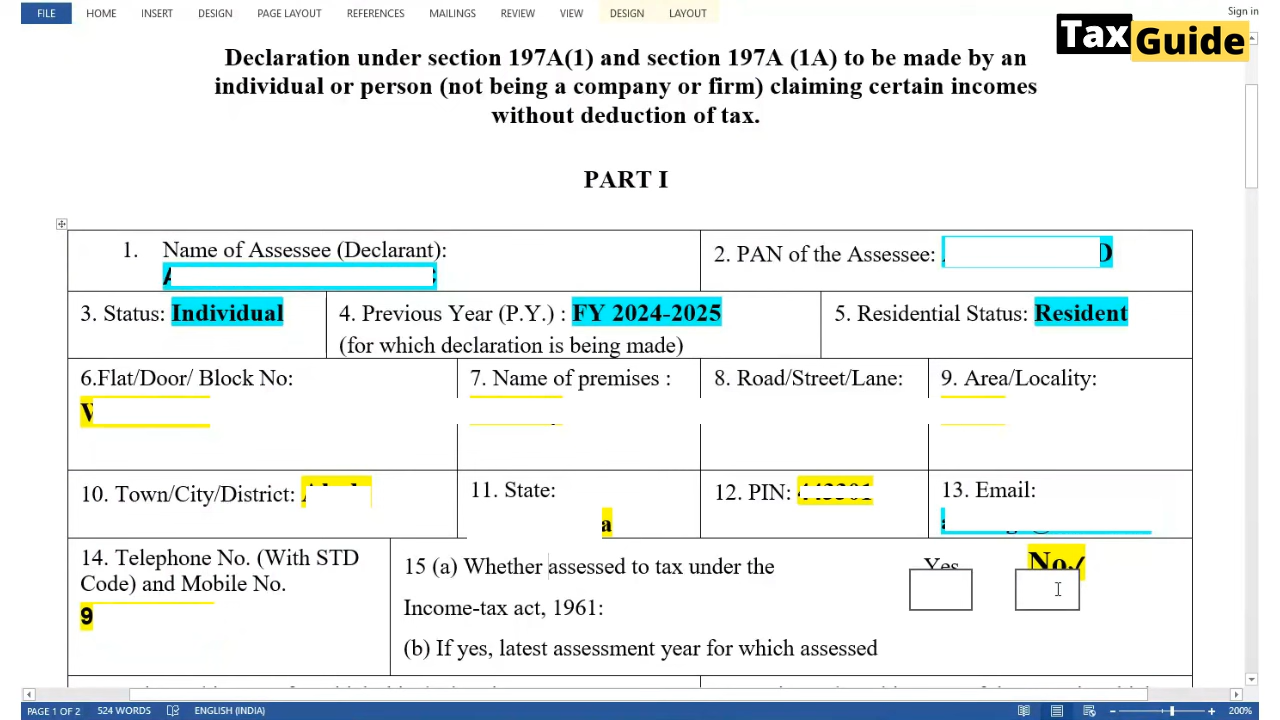 FILE HOME INSERT DESIGN PAGE LAYOUT REFERENCES MAILINGS REVIEW VIEW DESIGN LAYOUT Sign in
Tax Guide
Declaration under section 197A(1) and section 197A (1A) to be made by an
individual or person (not being a company or firm) claiming certain incomes
without deduction of tax.
PART I
1. Name of Assessee (Declarant):
2. PAN of the Assessee:
3. Status: Individual
4. Previous Year (P.Y.) : FY 2024-2025
(for which declaration is being made)
5. Residential Status: Resident
6.Flat/Door/ Block No:
7. Name of premises :
8. Road/Street/Lane:
9. Area/Locality:
10. Town/City/District:
11. State:
a
12. PIN:
13. Email:
14. Telephone No. (With STD
Code) and Mobile No.
9
15 (a) Whether assessed to tax under the
Income-tax act, 1961:
Yes No✓
(b) If yes, latest assessment year for which assessed
PAGE 1 OF 2 524 WORDS ENGLISH (INDIA) 200%